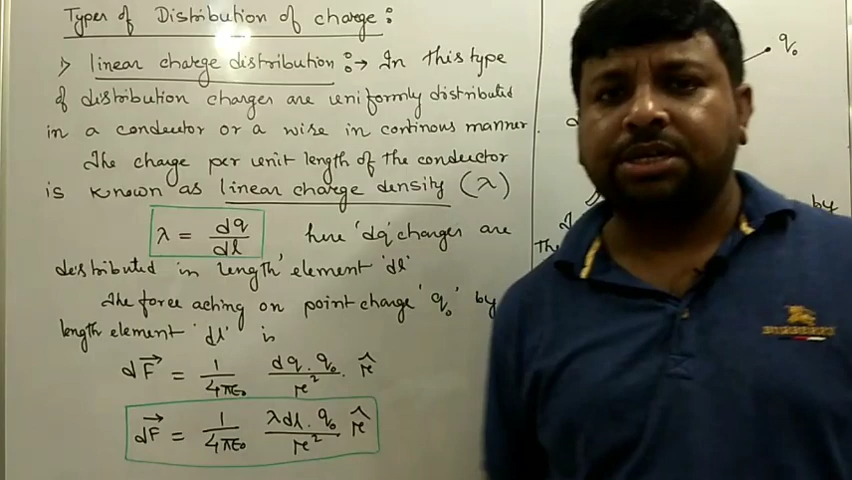 Types of Distribution of charge :
1> linear charge distribution :→ In this type
of distribution charges are uniformly distributed
in a conductor or a wire in continous manner.
The charge per unit length of the conductor
is known as linear charge density (λ)
λ = dq/dl here 'dq' charges are
distributed in length element 'dl'
The force acting on point charge 'q₀' by
length element 'dl' is
dF⃗ = 1/4πε₀ dq.q₀/r² . r̂
dF⃗ = 1/4πε₀ λdl.q₀/r² r̂
q₀
by
The
BURBERRY